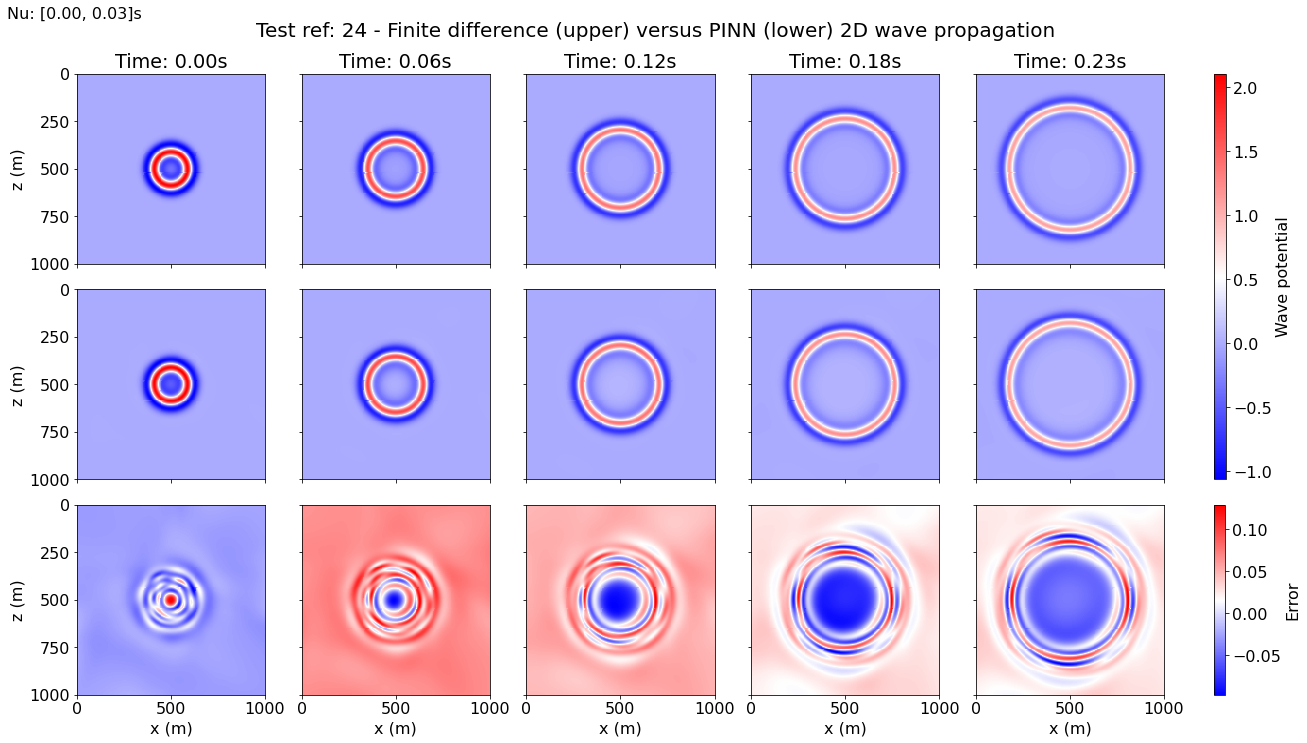 Nu: [0.00, 0.03]s
Test ref: 24 - Finite difference (upper) versus PINN (lower) 2D wave propagation
Time: 0.00s
Time: 0.06s
Time: 0.12s
Time: 0.18s
Time: 0.23s
0
250
500
750
1000
z (m)
0
250
500
750
1000
z (m)
2.0
1.5
1.0
0.5
0.0
−0.5
−1.0
Wave potential
0
250
500
750
1000
z (m)
0 500 1000
x (m)
0 500 1000
x (m)
0 500 1000
x (m)
0 500 1000
x (m)
0 500 1000
x (m)
0.10
0.05
0.00
−0.05
Error